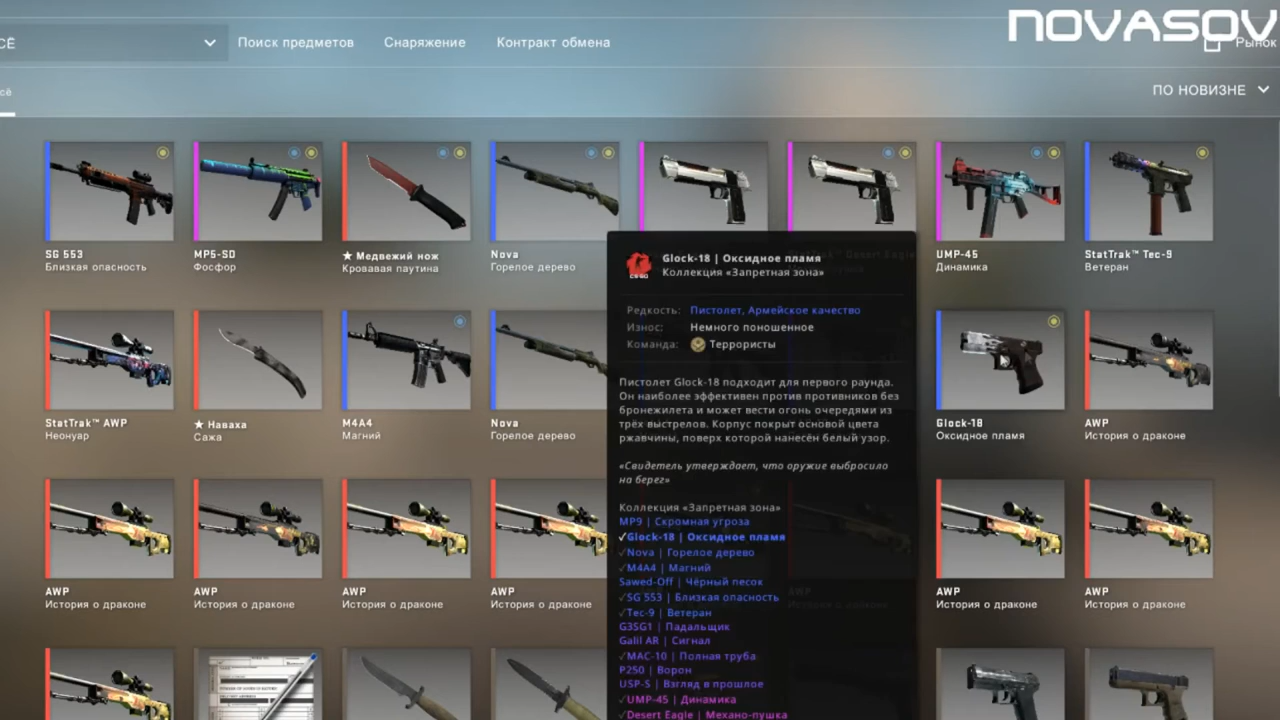 NOVASOV
СЁ
Поиск предметов
Снаряжение
Контракт обмена
Рынок
сё
ПО НОВИЗНЕ
SG 553
Близкая опасность
MP5-SD
Фосфор
★ Медвежий нож
Кровавая паутина
Nova
Горелое дерево
UMP-45
Динамика
StatTrak™ Tec-9
Ветеран
CS:GO
Glock-18 | Оксидное пламя
Коллекция «Запретная зона»
Редкость: Пистолет, Армейское качество
Износ: Немного поношенное
Команда: Террористы
Пистолет Glock-18 подходит для первого раунда.
Он наиболее эффективен против противников без
бронежилета и может вести огонь очередями из
трёх выстрелов. Корпус покрыт основой цвета
ржавчины, поверх которой нанесён белый узор.
«Свидетель утверждает, что оружие выбросило
на берег»
Коллекция «Запретная зона»
MP9 | Скромная угроза
✓Glock-18 | Оксидное пламя
✓Nova | Горелое дерево
✓M4A4 | Магний
Sawed-Off | Чёрный песок
✓SG 553 | Близкая опасность
✓Tec-9 | Ветеран
G3SG1 | Падальщик
Galil AR | Сигнал
✓MAC-10 | Полная труба
P250 | Ворон
USP-S | Взгляд в прошлое
✓UMP-45 | Динамика
✓Desert Eagle | Механо-пушка
StatTrak™ AWP
Неонуар
★ Наваха
Сажа
M4A4
Магний
Nova
Горелое дерево
Glock-18
Оксидное пламя
AWP
История о драконе
AWP
История о драконе
AWP
История о драконе
AWP
История о драконе
AWP
История о драконе
AWP
История о драконе
AWP
История о драконе